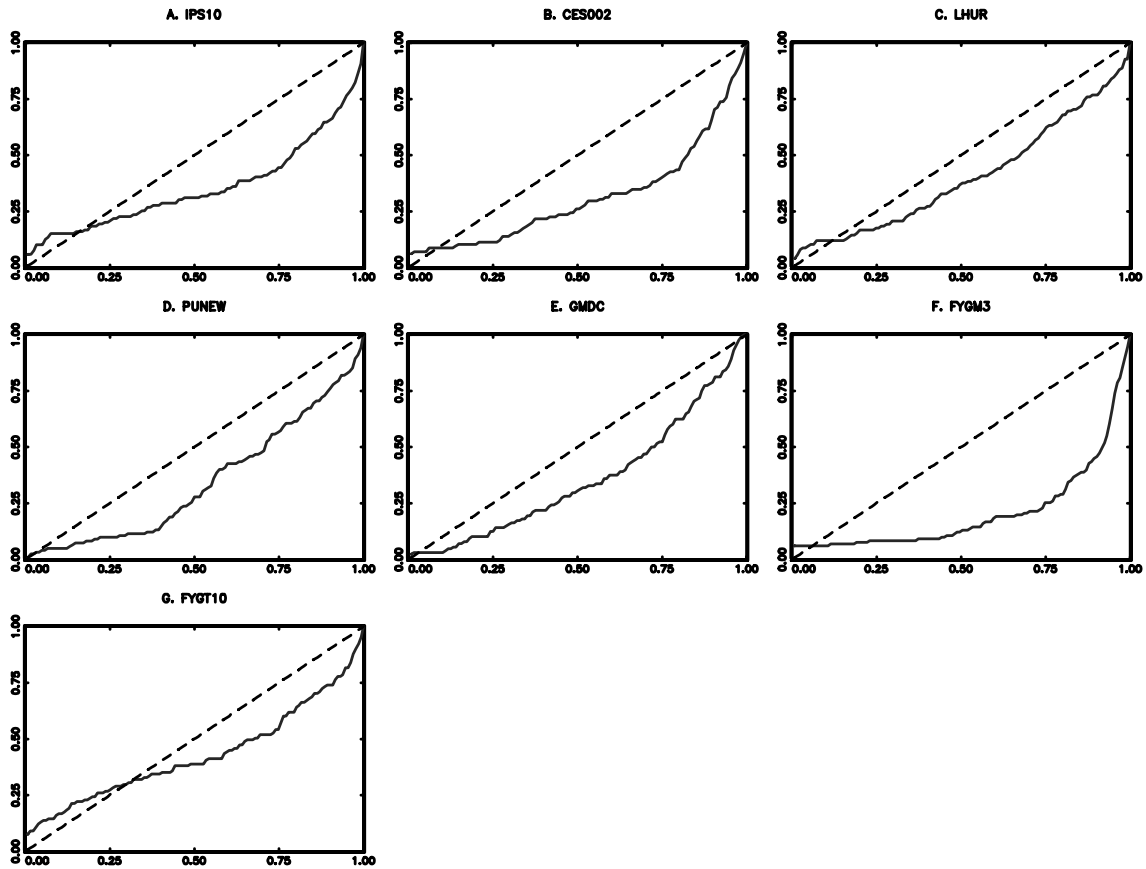 A. IPS10 B. CES002 C. LHUR
1.00 0.75 0.50 0.25 0.00 1.00 0.75 0.50 0.25 0.00 1.00 0.75 0.50 0.25 0.00
0.00 0.25 0.50 0.75 1.00 0.00 0.25 0.50 0.75 1.00 0.00 0.25 0.50 0.75 1.00
D. PUNEW E. GMDC F. FYGM3
1.00 0.75 0.50 0.25 0.00 1.00 0.75 0.50 0.25 0.00 1.00 0.75 0.50 0.25 0.00
0.00 0.25 0.50 0.75 1.00 0.00 0.25 0.50 0.75 1.00 0.00 0.25 0.50 0.75 1.00
G. FYGT10
1.00 0.75 0.50 0.25 0.00
0.00 0.25 0.50 0.75 1.00